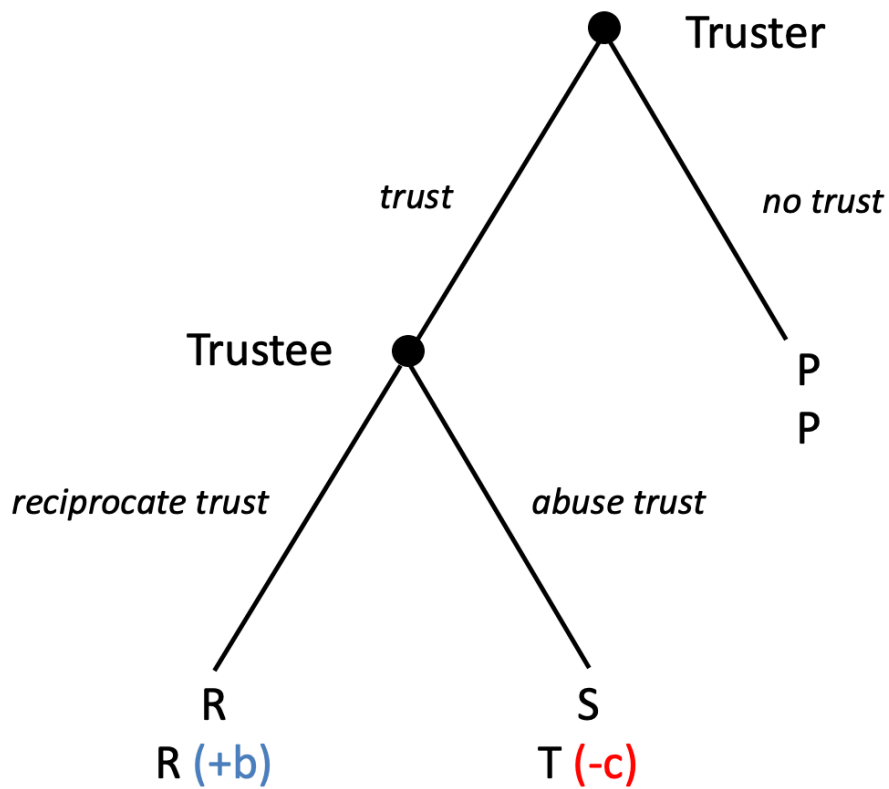 Truster
trust
no trust
Trustee
P
P
reciprocate trust
abuse trust
R
S
R (+b)
T (-c)